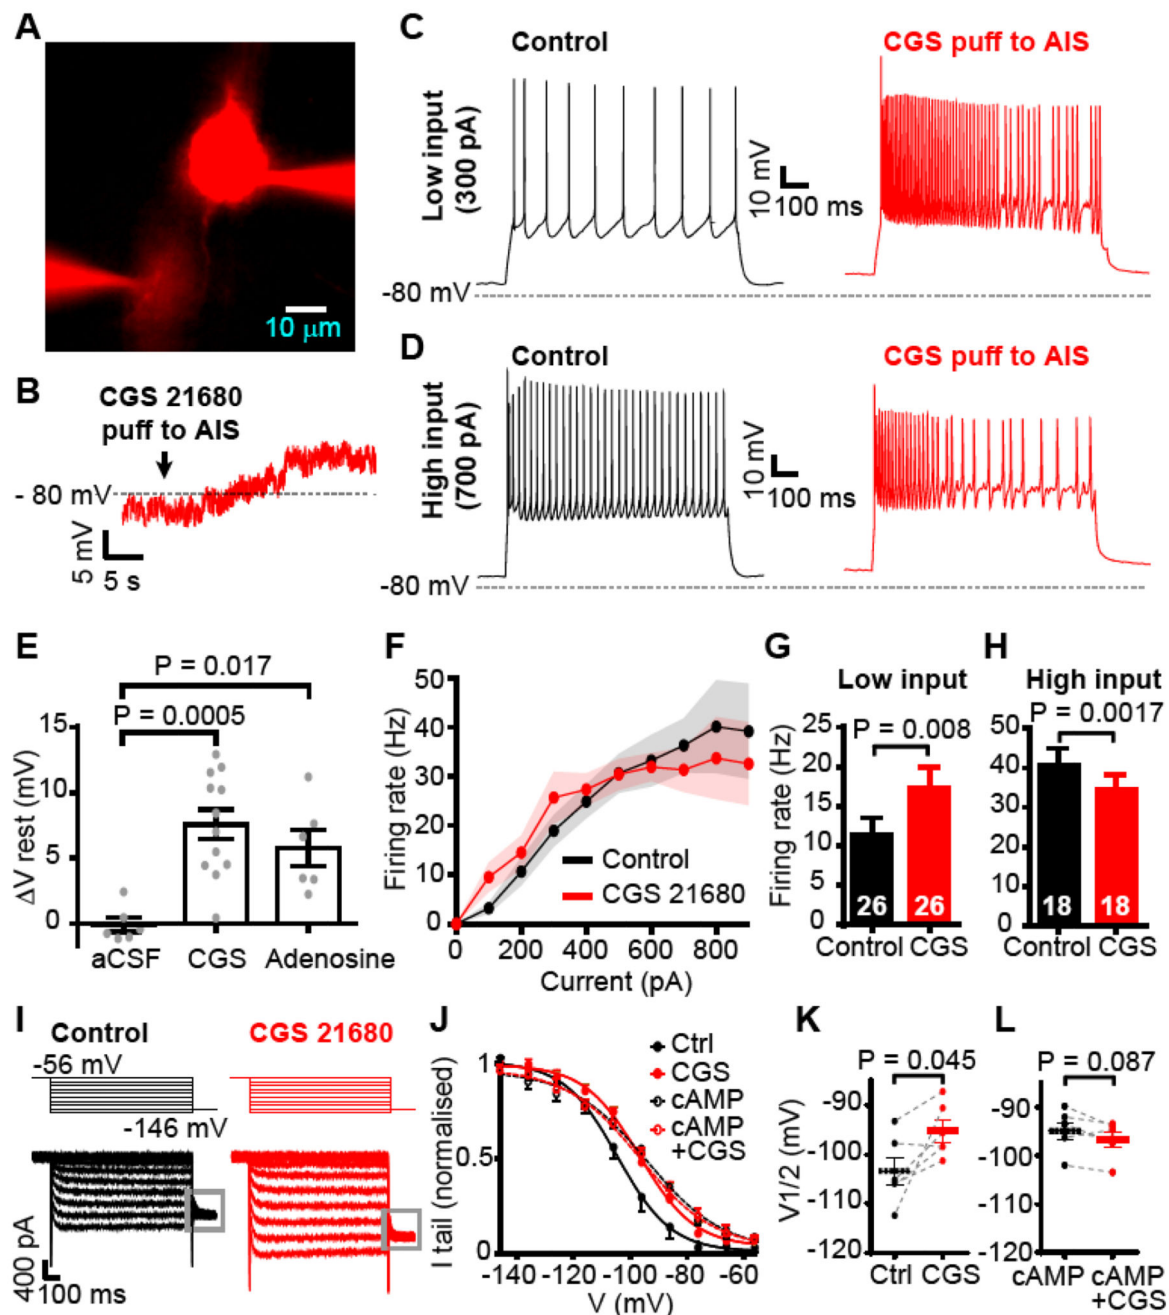 A
10 μm
B
CGS 21680
puff to AIS
- 80 mV
5 mV
5 s
C
Control
CGS puff to AIS
Low input
(300 pA)
10 mV
100 ms
-80 mV
D
Control
CGS puff to AIS
High input
(700 pA)
10 mV
100 ms
-80 mV
E
P = 0.017
P = 0.0005
ΔV rest (mV)
15
10
5
0
aCSF
CGS
Adenosine
F
Firing rate (Hz)
50
40
30
20
10
0
Control
CGS 21680
0
200
400
600
800
Current (pA)
G
Low input
P = 0.008
Firing rate (Hz)
25
20
15
10
5
0
26
26
Control
CGS
H
High input
P = 0.0017
50
40
30
20
10
0
18
18
Control
CGS
I
Control
CGS 21680
-56 mV
-146 mV
400 pA
100 ms
J
I tail (normalised)
1
0.5
0
Ctrl
CGS
cAMP
cAMP
+CGS
-140
-120
-100
-80
-60
V (mV)
K
P = 0.045
V1/2 (mV)
-90
-100
-110
-120
Ctrl
CGS
L
P = 0.087
-90
-100
-110
-120
cAMP
cAMP
+CGS